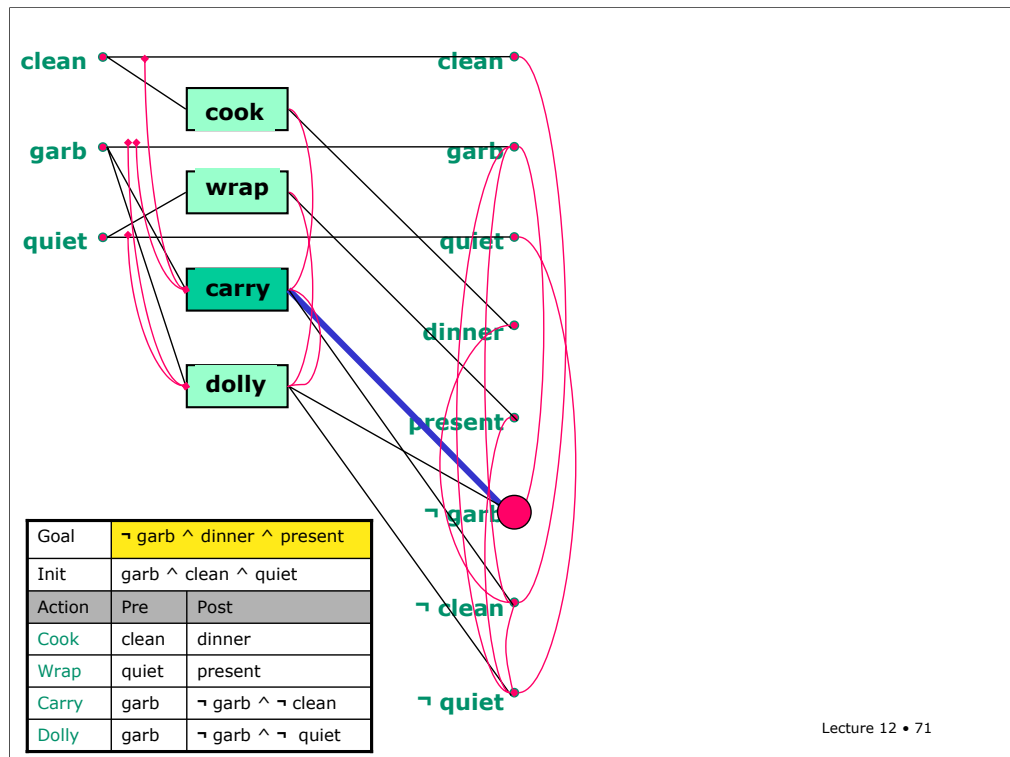 clean clean
cook
garb garb
wrap
quiet quiet
carry
dinner
dolly
present
¬ garb
¬ clean
¬ quiet
Goal ¬ garb ^ dinner ^ present
Init garb ^ clean ^ quiet
Action Pre Post
Cook clean dinner
Wrap quiet present
Carry garb ¬ garb ^ ¬ clean
Dolly garb ¬ garb ^ ¬ quiet
Lecture 12 • 71